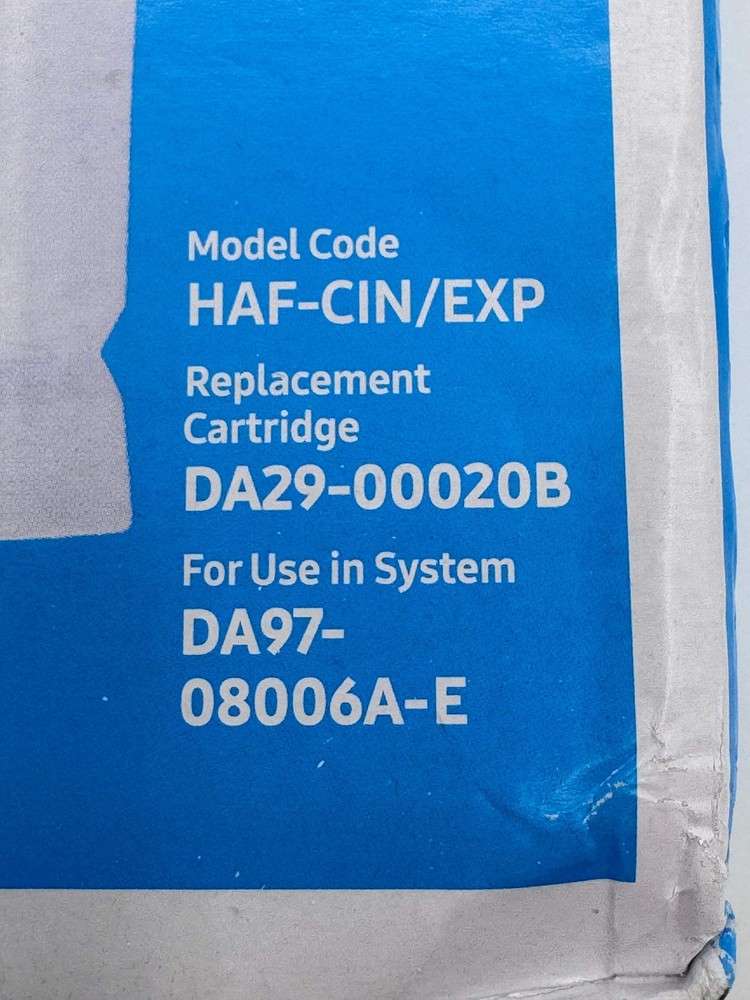 Model Code
HAF-CIN/EXP
Replacement
Cartridge
DA29-00020B
For Use in System
DA97-
08006A-E